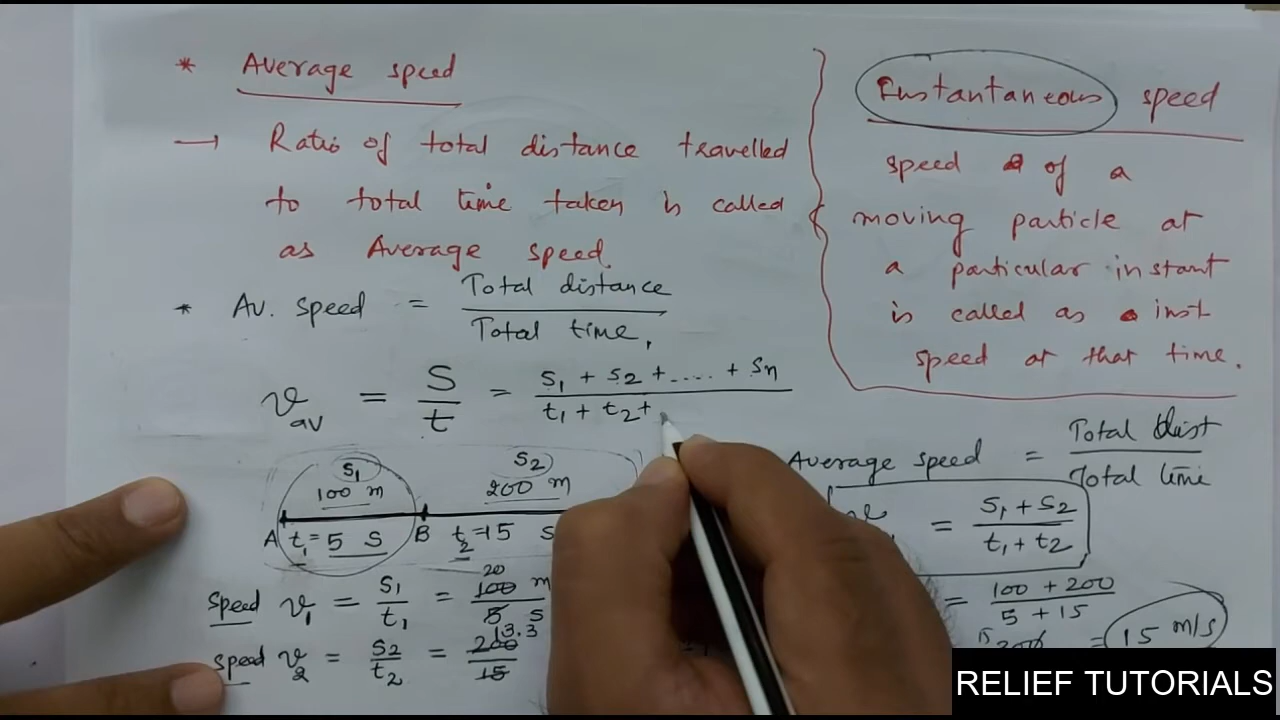 * Average speed
→ Ratio of total distance travelled
to total time taken is called
as Average speed.
* Av. speed = Total distance
Total time,
v av = S / t = S1 + S2 + ..... + Sn
t1 + t2 +
S1 S2
100 m 200 m
A t1 = 5 S B t2 = 15 S
speed v1 = S1 / t1 = 20 100 m / 5 S
speed v2 = S2 / t2 = 13.3 200 / 15
Instantaneous speed
speed of a
moving particle at
a particular instant
is called as inst
speed at that time.
Average speed = Total dist
Total time
= S1 + S2
t1 + t2
= 100 + 200
5 + 15
= 15 m/s
RELIEF TUTORIALS